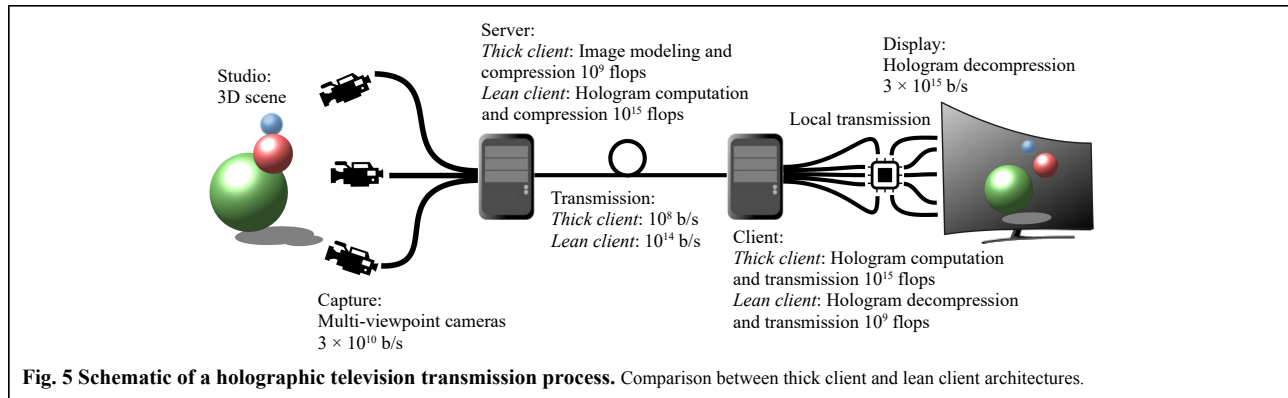 Studio:
3D scene
Capture:
Multi-viewpoint cameras
3 × 10¹⁰ b/s
Server:
Thick client: Image modeling and
compression 10⁹ flops
Lean client: Hologram computation
and compression 10¹⁵ flops
Transmission:
Thick client: 10⁸ b/s
Lean client: 10¹⁴ b/s
Client:
Thick client: Hologram computation
and transmission 10¹⁵ flops
Lean client: Hologram decompression
and transmission 10⁹ flops
Local transmission
Display:
Hologram decompression
3 × 10¹⁵ b/s
Fig. 5 Schematic of a holographic television transmission process. Comparison between thick client and lean client architectures.